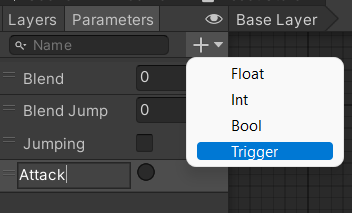 Layers Parameters Base Layer
Name
Float
Blend 0
Int
Blend Jump 0
Bool
Jumping
Trigger
Attack